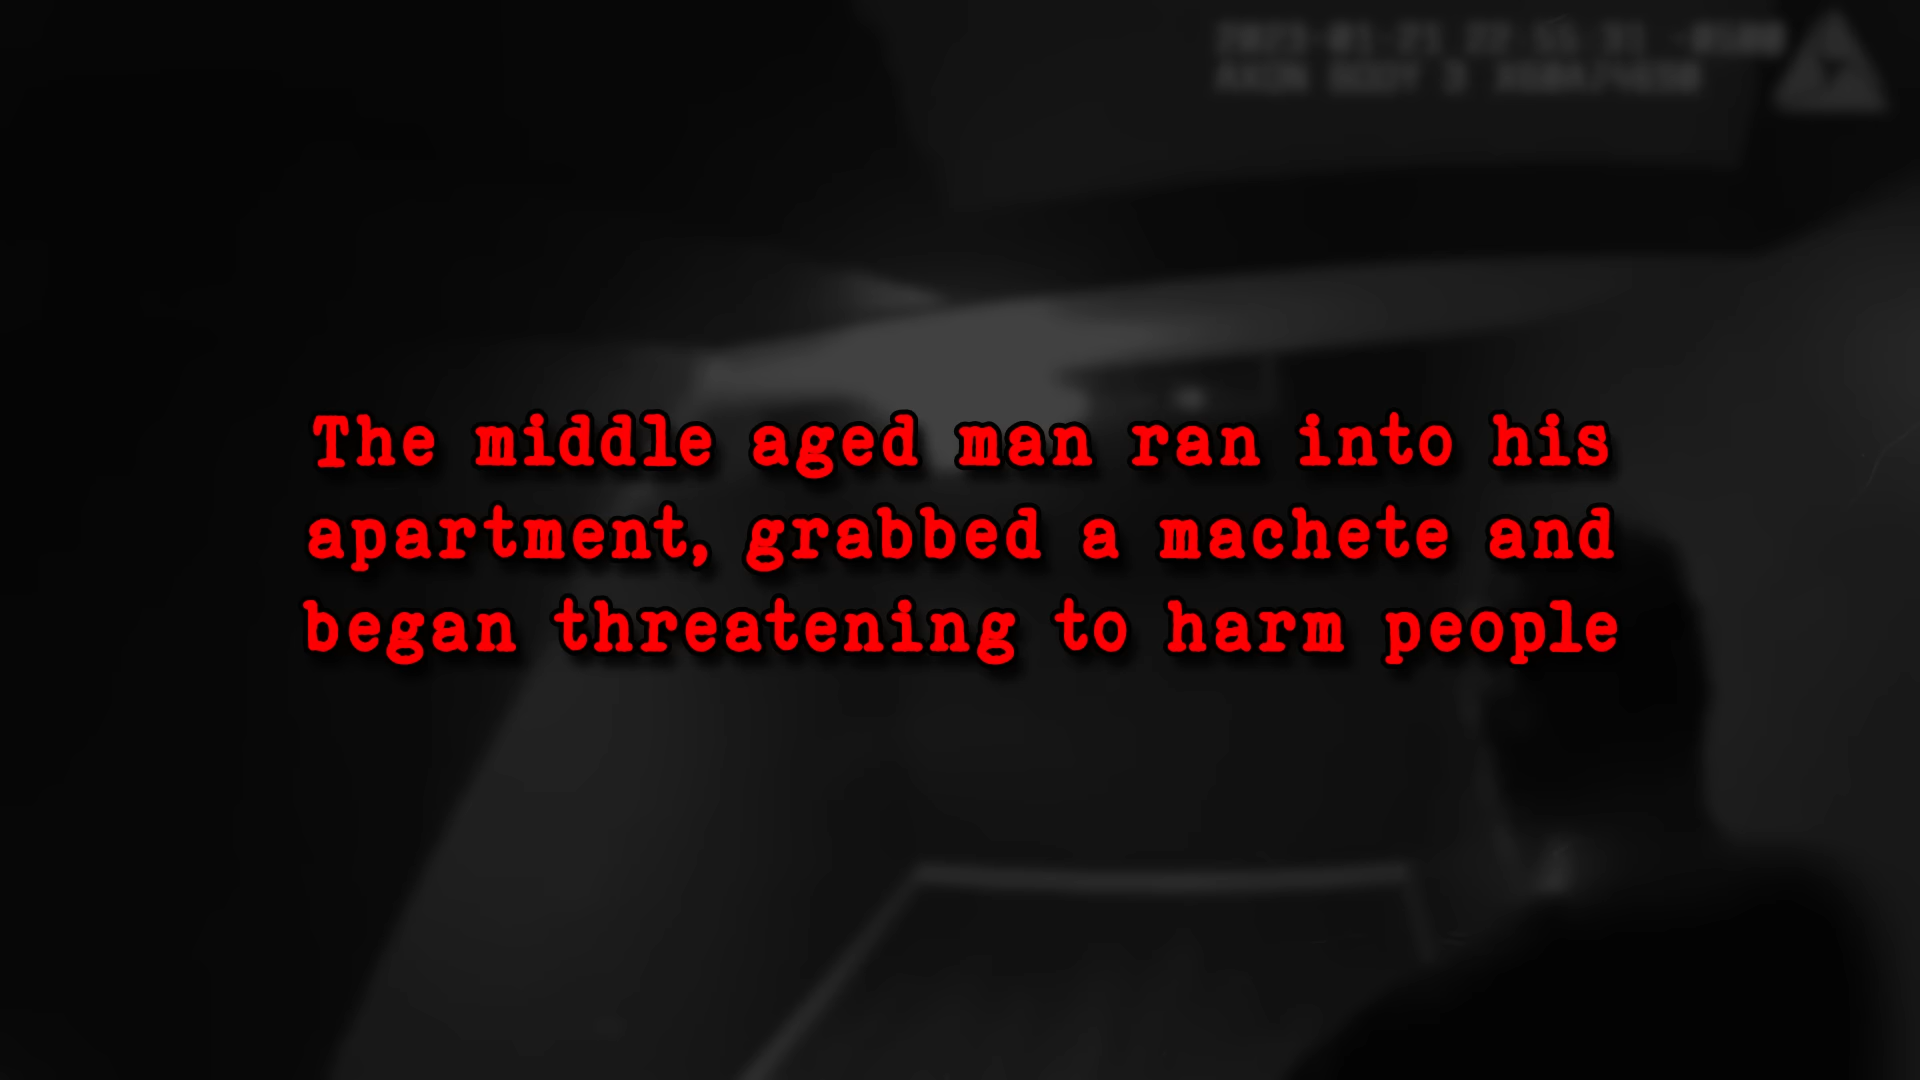 The middle aged man ran into his
apartment, grabbed a machete and
began threatening to harm people